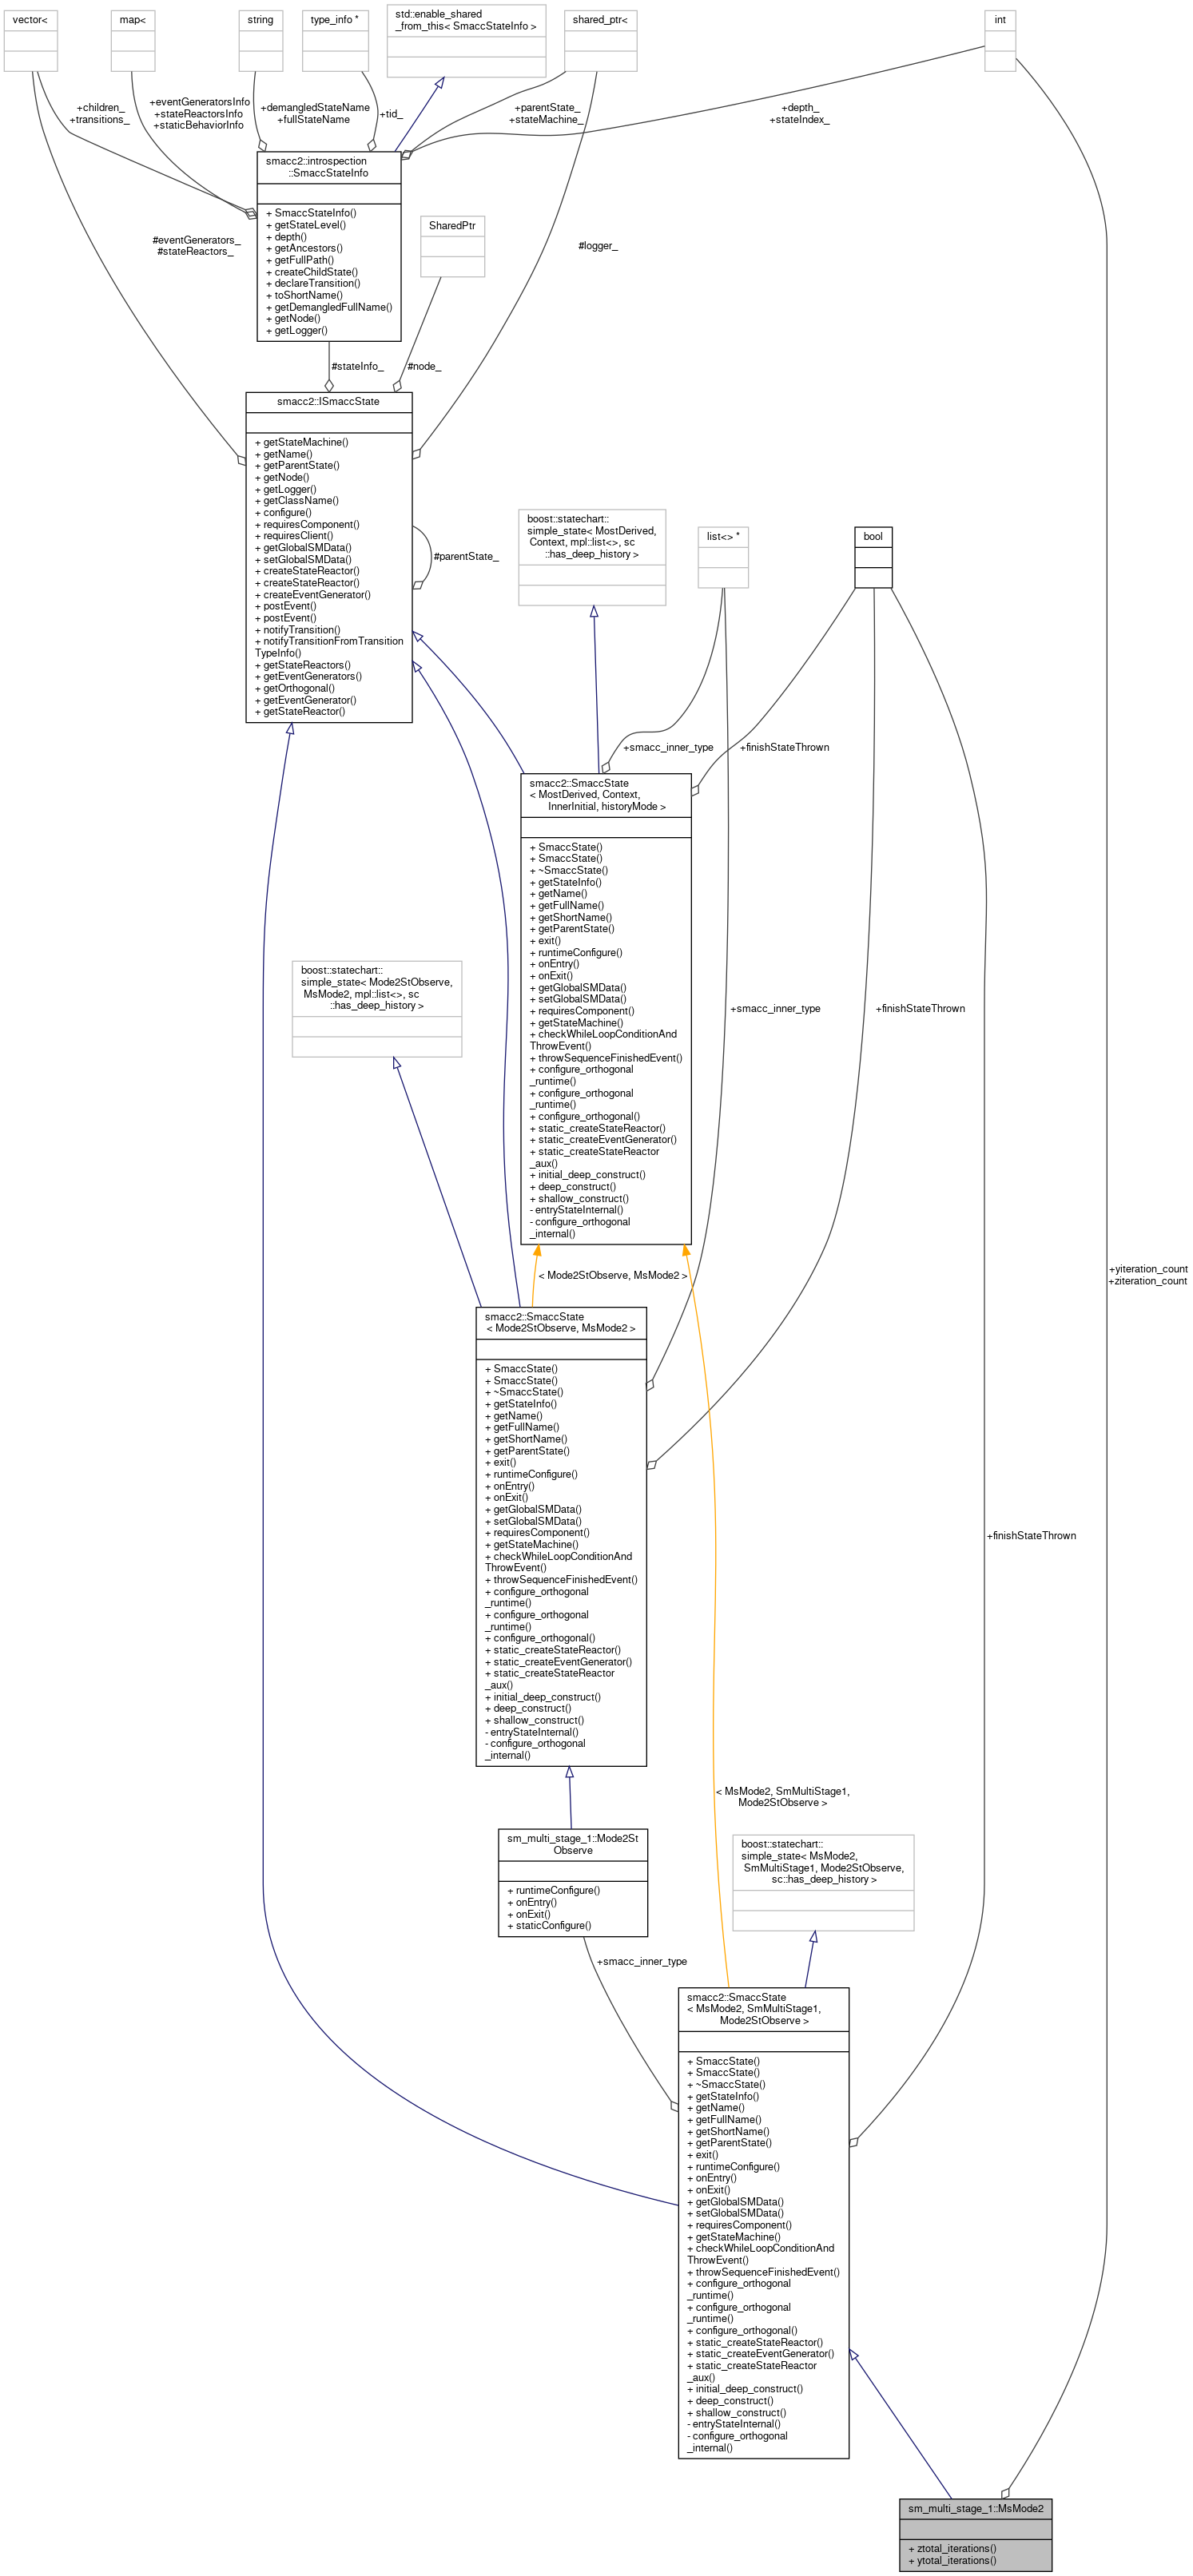 vector<
map<
string
type_info *
std::enable_shared
_from_this< SmaccStateInfo >
shared_ptr<
int
+children_
+transitions_
+eventGeneratorsInfo
+stateReactorsInfo
+staticBehaviorInfo
+demangledStateName
+fullStateName
+tid_
+parentState_
+stateMachine_
+depth_
+stateIndex_
smacc2::introspection
::SmaccStateInfo
+ SmaccStateInfo()
+ getStateLevel()
+ depth()
+ getAncestors()
+ getFullPath()
+ createChildState()
+ declareTransition()
+ toShortName()
+ getDemangledFullName()
+ getNode()
+ getLogger()
SharedPtr
#eventGenerators_
#stateReactors_
#logger_
#stateInfo_
#node_
smacc2::ISmaccState
+ getStateMachine()
+ getName()
+ getParentState()
+ getNode()
+ getLogger()
+ getClassName()
+ configure()
+ requiresComponent()
+ requiresClient()
+ getGlobalSMData()
+ setGlobalSMData()
+ createStateReactor()
+ createStateReactor()
+ createEventGenerator()
+ postEvent()
+ postEvent()
+ notifyTransition()
+ notifyTransitionFromTransition
TypeInfo()
+ getStateReactors()
+ getEventGenerators()
+ getOrthogonal()
+ getEventGenerator()
+ getStateReactor()
#parentState_
boost::statechart::
simple_state< MostDerived,
Context, mpl::list<>, sc
::has_deep_history >
list<> *
bool
+smacc_inner_type
+finishStateThrown
smacc2::SmaccState
< MostDerived, Context,
InnerInitial, historyMode >
+ SmaccState()
+ SmaccState()
+ ~SmaccState()
+ getStateInfo()
+ getName()
+ getFullName()
+ getShortName()
+ getParentState()
+ exit()
+ runtimeConfigure()
+ onEntry()
+ onExit()
+ getGlobalSMData()
+ setGlobalSMData()
+ requiresComponent()
+ getStateMachine()
+ checkWhileLoopConditionAnd
ThrowEvent()
+ throwSequenceFinishedEvent()
+ configure_orthogonal
_runtime()
+ configure_orthogonal
_runtime()
+ configure_orthogonal()
+ static_createStateReactor()
+ static_createEventGenerator()
+ static_createStateReactor
_aux()
+ initial_deep_construct()
+ deep_construct()
+ shallow_construct()
- entryStateInternal()
- configure_orthogonal
_internal()
boost::statechart::
simple_state< Mode2StObserve,
MsMode2, mpl::list<>, sc
::has_deep_history >
+smacc_inner_type
+finishStateThrown
< Mode2StObserve, MsMode2 >
+yiteration_count
+ziteration_count
smacc2::SmaccState
< Mode2StObserve, MsMode2 >
+ SmaccState()
+ SmaccState()
+ ~SmaccState()
+ getStateInfo()
+ getName()
+ getFullName()
+ getShortName()
+ getParentState()
+ exit()
+ runtimeConfigure()
+ onEntry()
+ onExit()
+ getGlobalSMData()
+ setGlobalSMData()
+ requiresComponent()
+ getStateMachine()
+ checkWhileLoopConditionAnd
ThrowEvent()
+ throwSequenceFinishedEvent()
+ configure_orthogonal
_runtime()
+ configure_orthogonal
_runtime()
+ configure_orthogonal()
+ static_createStateReactor()
+ static_createEventGenerator()
+ static_createStateReactor
_aux()
+ initial_deep_construct()
+ deep_construct()
+ shallow_construct()
- entryStateInternal()
- configure_orthogonal
_internal()
+finishStateThrown
< MsMode2, SmMultiStage1,
Mode2StObserve >
sm_multi_stage_1::Mode2St
Observe
+ runtimeConfigure()
+ onEntry()
+ onExit()
+ staticConfigure()
boost::statechart::
simple_state< MsMode2,
SmMultiStage1, Mode2StObserve,
sc::has_deep_history >
+smacc_inner_type
smacc2::SmaccState
< MsMode2, SmMultiStage1,
Mode2StObserve >
+ SmaccState()
+ SmaccState()
+ ~SmaccState()
+ getStateInfo()
+ getName()
+ getFullName()
+ getShortName()
+ getParentState()
+ exit()
+ runtimeConfigure()
+ onEntry()
+ onExit()
+ getGlobalSMData()
+ setGlobalSMData()
+ requiresComponent()
+ getStateMachine()
+ checkWhileLoopConditionAnd
ThrowEvent()
+ throwSequenceFinishedEvent()
+ configure_orthogonal
_runtime()
+ configure_orthogonal
_runtime()
+ configure_orthogonal()
+ static_createStateReactor()
+ static_createEventGenerator()
+ static_createStateReactor
_aux()
+ initial_deep_construct()
+ deep_construct()
+ shallow_construct()
- entryStateInternal()
- configure_orthogonal
_internal()
sm_multi_stage_1::MsMode2
+ ztotal_iterations()
+ ytotal_iterations()